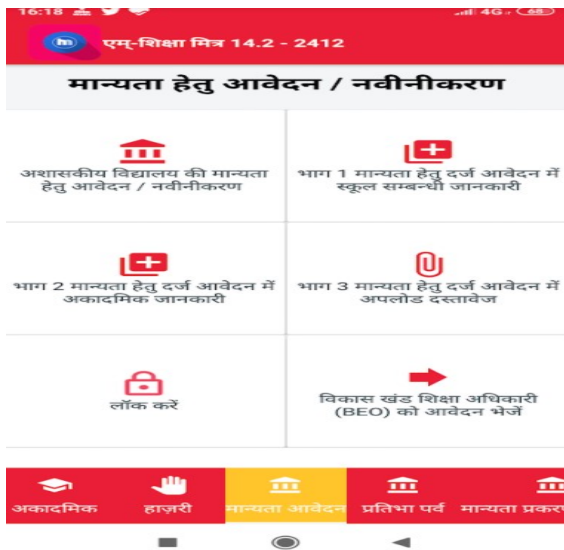 16:18
4G 68
एम्-शिक्षा मित्र 14.2 - 2412
मान्यता हेतु आवेदन / नवीनीकरण
अशासकीय विद्यालय की मान्यता
हेतु आवेदन / नवीनीकरण
भाग 1 मान्यता हेतु दर्ज आवेदन में
स्कूल सम्बन्धी जानकारी
भाग 2 मान्यता हेतु दर्ज आवेदन में
अकादमिक जानकारी
भाग 3 मान्यता हेतु दर्ज आवेदन में
अपलोड दस्तावेज
लॉक करें
विकास खंड शिक्षा अधिकारी
(BEO) को आवेदन भेजें
अकादमिक हाज़री मान्यता आवेदन प्रतिभा पर्व मान्यता